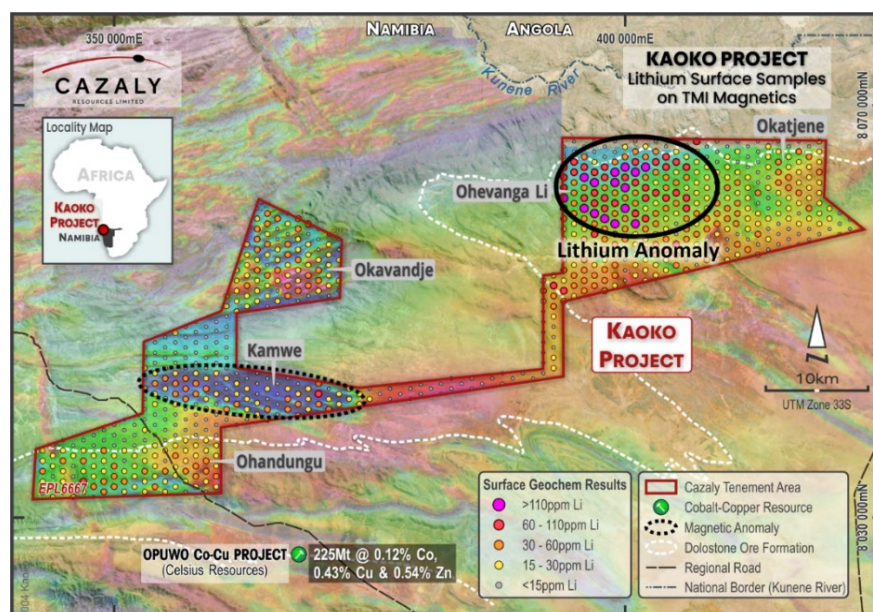 350 000mE
NAMIBIA
ANGOLA
400 000mE
Kunene River
CAZALY
RESOURCES LIMITED
KAOKO PROJECT
Lithium Surface Samples
on TMI Magnetics
8 070 000mN
Locality Map
AFRICA
KAOKO
PROJECT
NAMIBIA
Okatjene
Ohevanga Li
Lithium Anomaly
Okavandje
KAOKO
PROJECT
Kamwe
N
10km
UTM Zone 33S
Ohandungu
EPL6667
Surface Geochem Results
>110ppm Li
60 - 110ppm Li
30 - 60ppm Li
15 - 30ppm Li
<15ppm Li
Cazaly Tenement Area
Cobalt-Copper Resource
Magnetic Anomaly
Dolostone Ore Formation
Regional Road
National Border (Kunene River)
8 030 000mN
OPUWO Co-Cu PROJECT
(Celsius Resources)
225Mt @ 0.12% Co,
0.43% Cu & 0.54% Zn